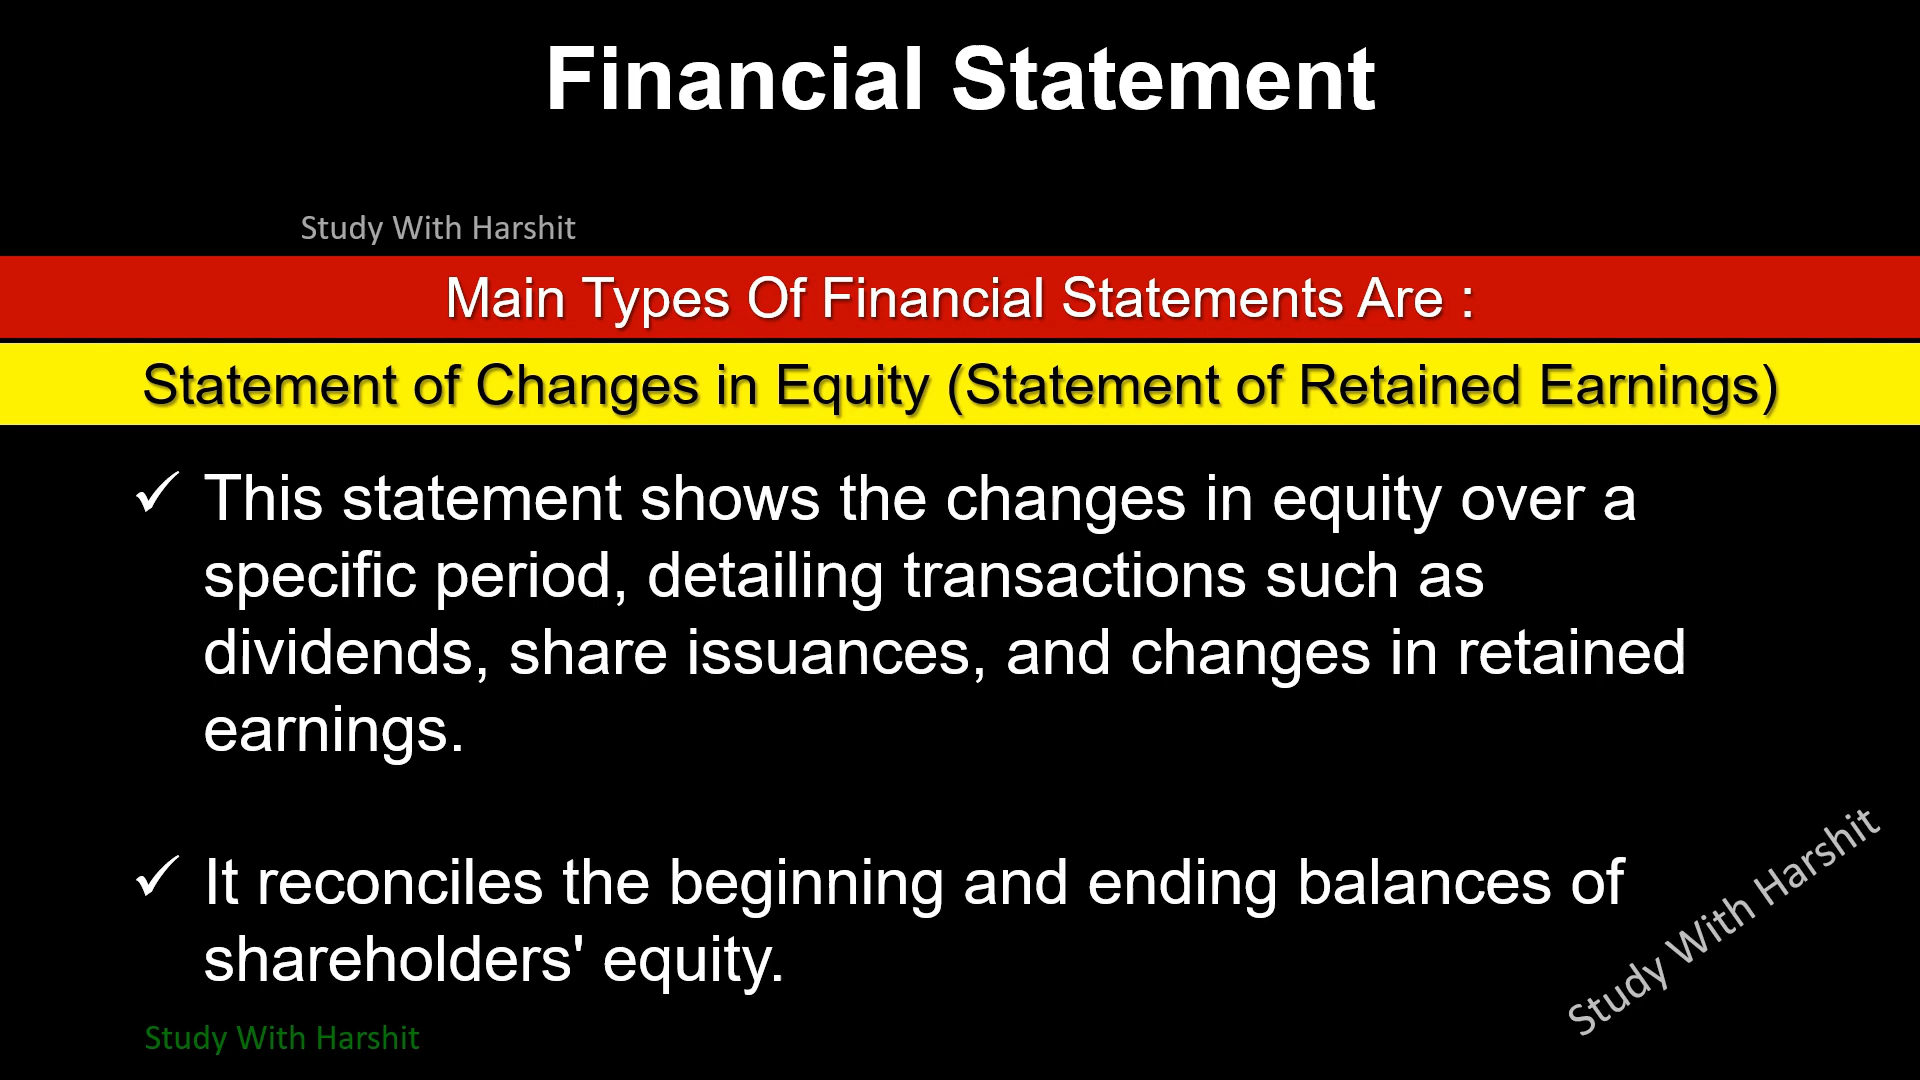 Financial Statement
Study With Harshit
Main Types Of Financial Statements Are :
Statement of Changes in Equity (Statement of Retained Earnings)
✓ This statement shows the changes in equity over a
specific period, detailing transactions such as
dividends, share issuances, and changes in retained
earnings.
✓ It reconciles the beginning and ending balances of
shareholders' equity.
Study With Harshit
Study With Harshit